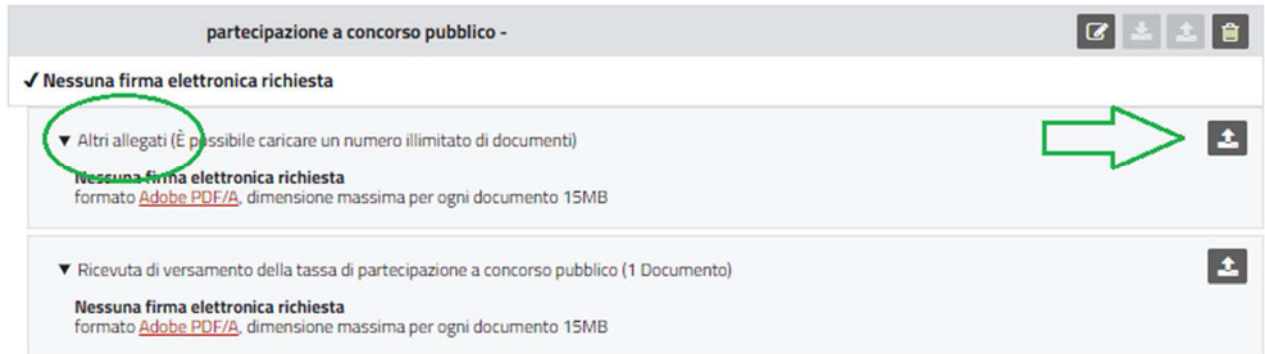 partecipazione a concorso pubblico -
✓ Nessuna firma elettronica richiesta
▼ Altri allegati (È possibile caricare un numero illimitato di documenti)
Nessuna firma elettronica richiesta
formato Adobe PDF/A, dimensione massima per ogni documento 15MB
▼ Ricevuta di versamento della tassa di partecipazione a concorso pubblico (1 Documento)
Nessuna firma elettronica richiesta
formato Adobe PDF/A, dimensione massima per ogni documento 15MB